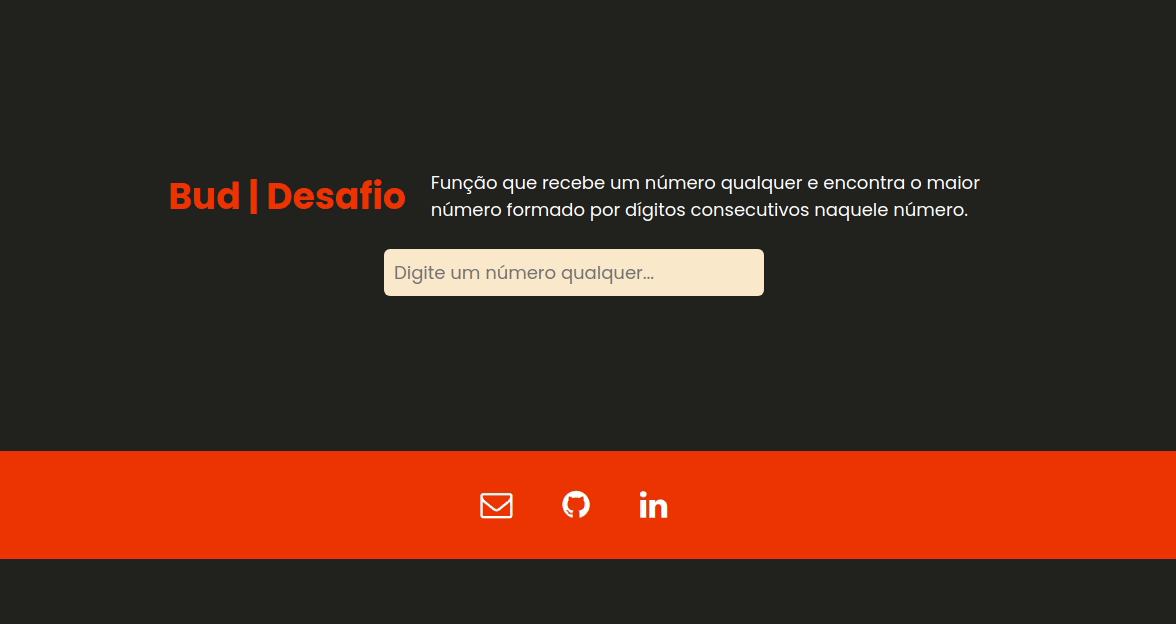 Bud | Desafio
Função que recebe um número qualquer e encontra o maior
número formado por dígitos consecutivos naquele número.
Digite um número qualquer...
in